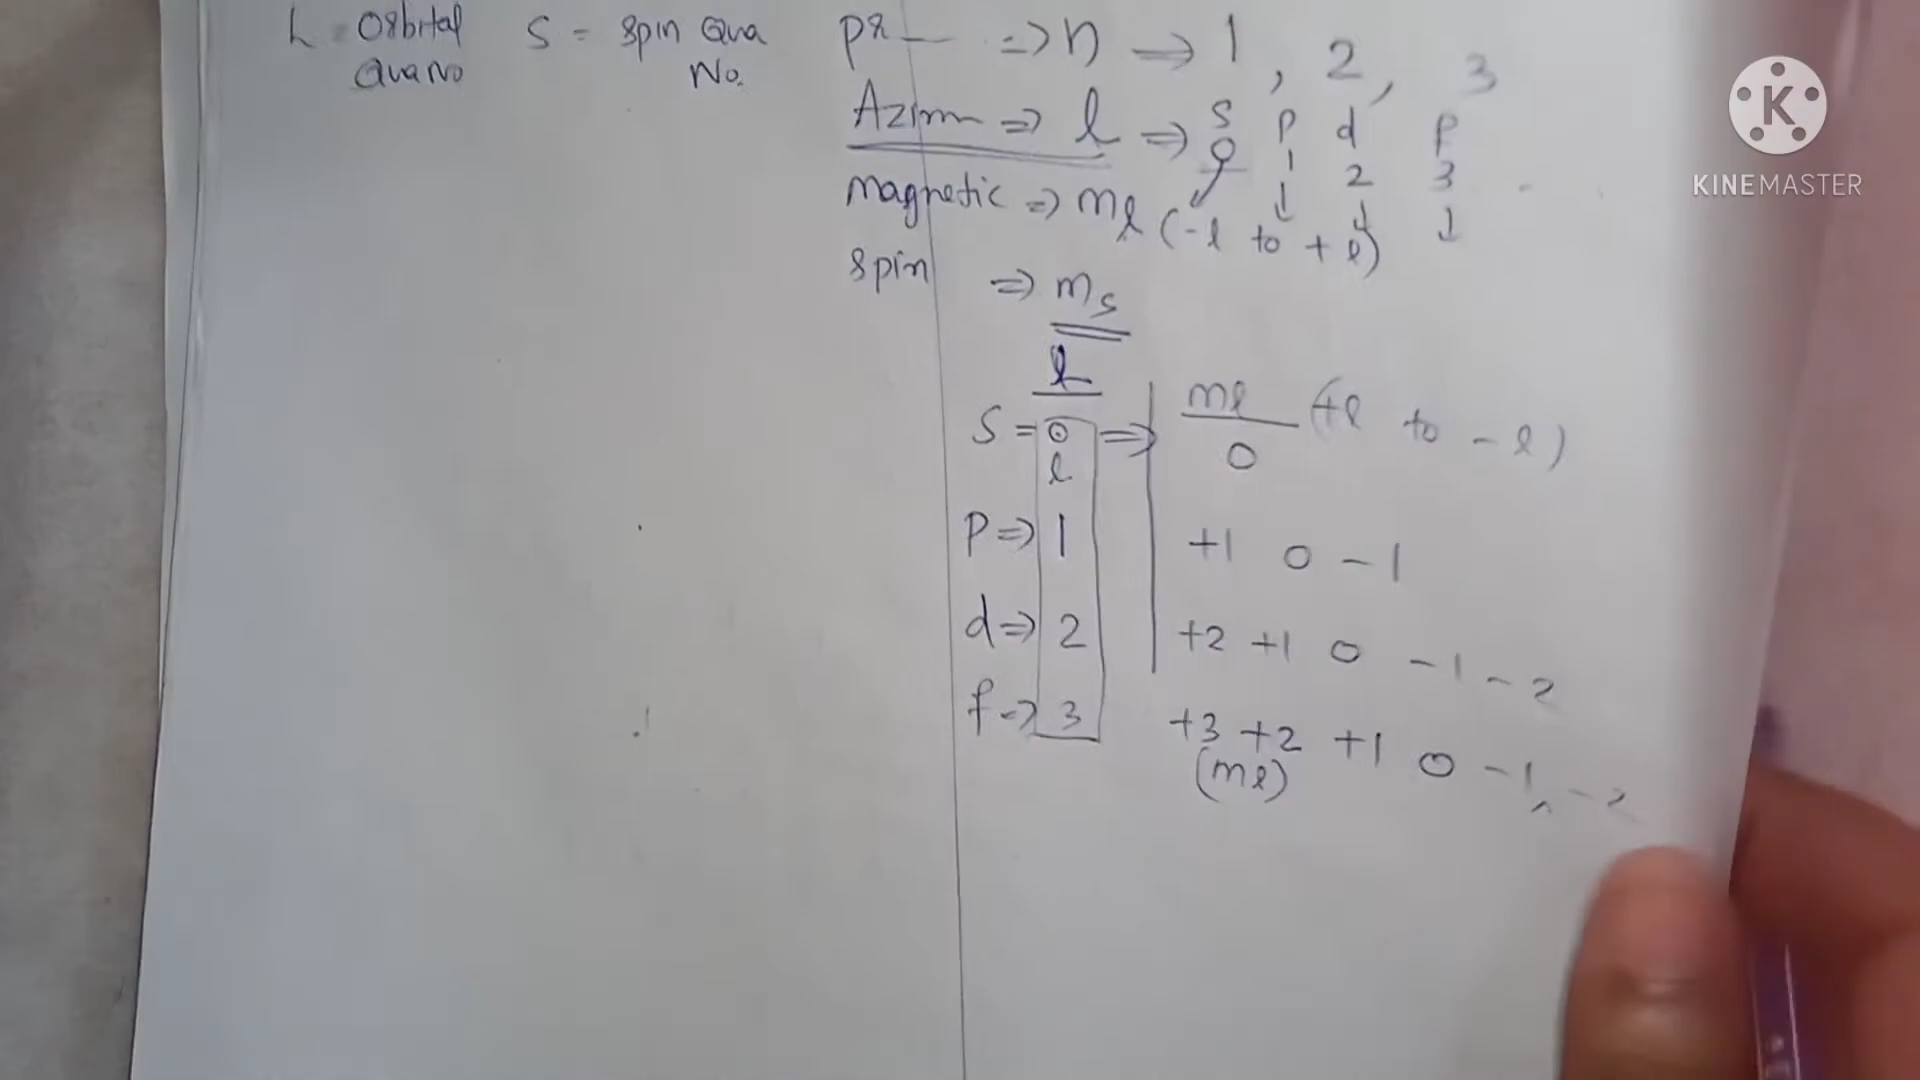 L = Orbital
Qua No
S = Spin Qua
No.
pr — => n => 1, 2, 3
Azim => l => s p d f
0 1 2 3
magnetic => ml (-l to +l)
spin => ms
l
ml (+l to -l)
S = 0 => 0
l
P => 1 +1 0 -1
d => 2 +2 +1 0 -1 -2
f => 3 +3 +2 +1 0 -1, -2
(ml)
K
KINEMASTER